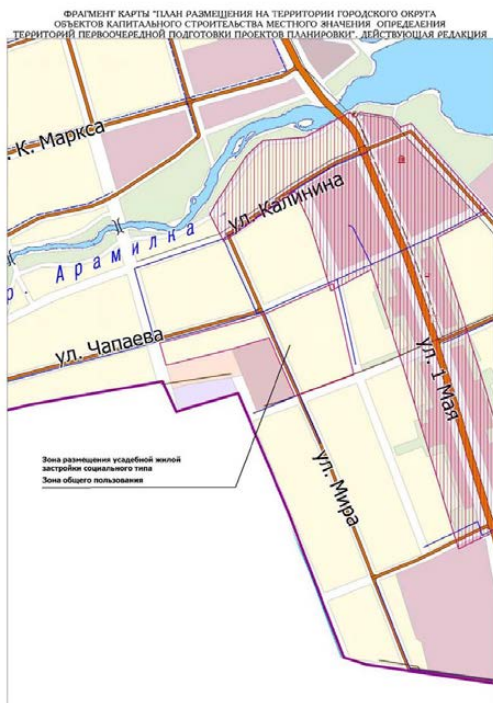 ФРАГМЕНТ КАРТЫ "ПЛАН РАЗМЕЩЕНИЯ НА ТЕРРИТОРИИ ГОРОДСКОГО ОКРУГА
ОБЪЕКТОВ КАПИТАЛЬНОГО СТРОИТЕЛЬСТВА МЕСТНОГО ЗНАЧЕНИЯ ОПРЕДЕЛЕНИЯ
ТЕРРИТОРИЙ ПЕРВООЧЕРЕДНОЙ ПОДГОТОВКИ ПРОЕКТОВ ПЛАНИРОВКИ". ДЕЙСТВУЮЩАЯ РЕДАКЦИЯ
. К. Маркса
ул. Калинина
р. Арамилка
ул. Чапаева
ул. 1 Мая
ул. Мира
Зона размещения усадебной жилой
застройки социального типа
Зона общего пользования